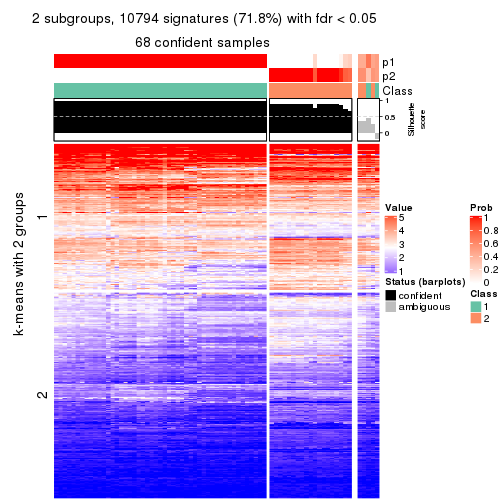 2 subgroups, 10794 signatures (71.8%) with fdr < 0.05
68 confident samples
p1
p2
Class
1
0.5
0
Silhouette
score
k-means with 2 groups
1
2
Value
5
4
3
2
1
Status (barplots)
confident
ambiguous
Prob
1
0.8
0.6
0.4
0.2
0
Class
1
2